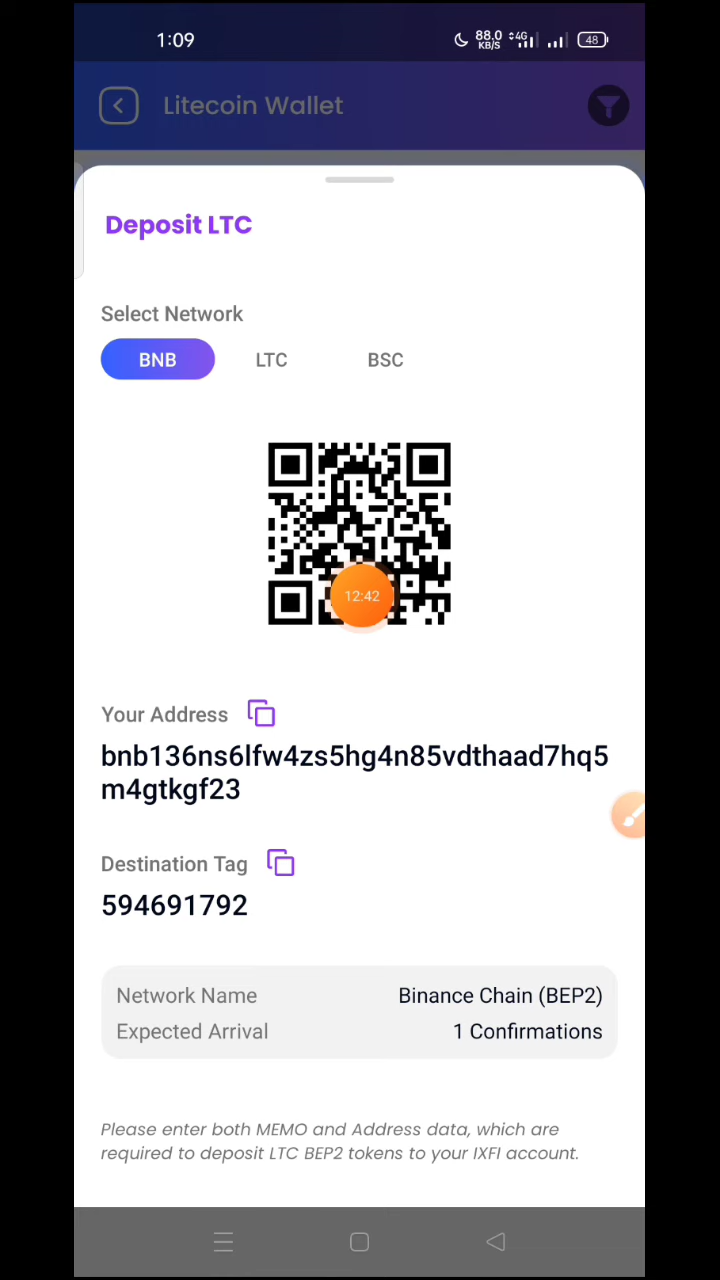 1:09
88.0
KB/S
4G
48
Litecoin Wallet
Deposit LTC
Select Network
BNB LTC BSC
12:42
Your Address
bnb136ns6lfw4zs5hg4n85vdthaad7hq5
m4gtkgf23
Destination Tag
594691792
Network Name Binance Chain (BEP2)
Expected Arrival 1 Confirmations
Please enter both MEMO and Address data, which are
required to deposit LTC BEP2 tokens to your IXFI account.